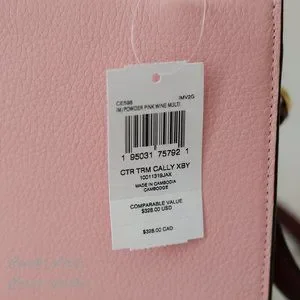 CE598 IMV2G
IM/POWDER PINK WINE MULTI
1 95031 75792 1
CTR TRM CALLY XBY
MADE IN CAMBODIA
CAMBODGE
COMPARABLE VALUE
$328.00 USD
$328.00 CAD